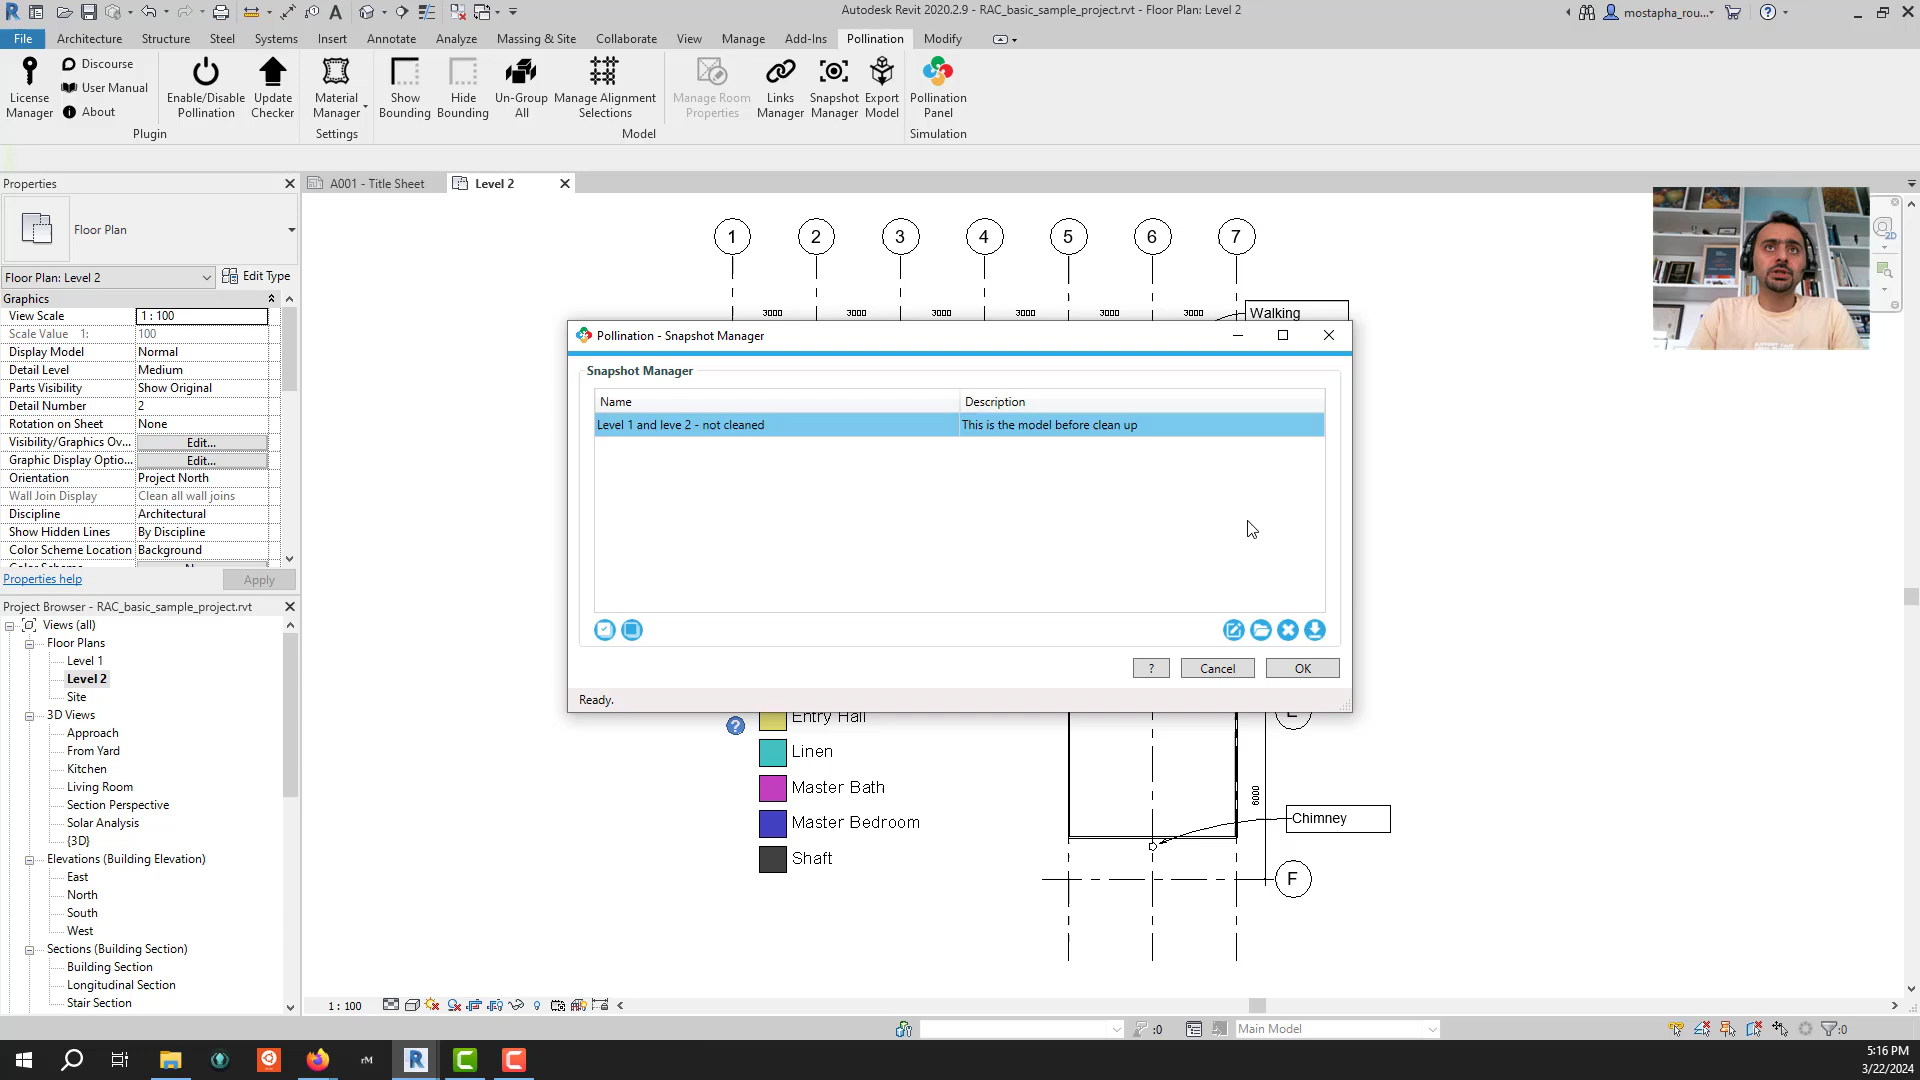 Autodesk Revit 2020.2.9 - RAC_basic_sample_project.rvt - Floor Plan: Level 2
mostapha_rou...
File Architecture Structure Steel Systems Insert Annotate Analyze Massing & Site Collaborate View Manage Add-Ins Pollination Modify
License Manager
Discourse
User Manual
About
Enable/Disable Pollination
Update Checker
Material Manager
Show Bounding
Hide Bounding
Un-Group All
Manage Alignment Selections
Manage Room Properties
Links Manager
Snapshot Manager
Export Model
Pollination Panel
Plugin Settings Model Simulation
Properties
A001 - Title Sheet
Level 2
Floor Plan
Floor Plan: Level 2
Edit Type
Graphics
View Scale 1 : 100
Scale Value 1: 100
Display Model Normal
Detail Level Medium
Parts Visibility Show Original
Detail Number 2
Rotation on Sheet None
Visibility/Graphics Ov... Edit...
Graphic Display Optio... Edit...
Orientation Project North
Wall Join Display Clean all wall joins
Discipline Architectural
Show Hidden Lines By Discipline
Color Scheme Location Background
Properties help
Apply
Project Browser - RAC_basic_sample_project.rvt
Views (all)
Floor Plans
Level 1
Level 2
Site
3D Views
Approach
From Yard
Kitchen
Living Room
Section Perspective
Solar Analysis
{3D}
Elevations (Building Elevation)
East
North
South
West
Sections (Building Section)
Building Section
Longitudinal Section
Stair Section
1 2 3 4 5 6 7
3000 3000 3000 3000 3000 3000
Walking
Pollination - Snapshot Manager
Snapshot Manager
Name Description
Level 1 and leve 2 - not cleaned This is the model before clean up
? Cancel OK
Ready.
Entry Hall
Linen
Master Bath
Master Bedroom
Shaft
6000
Chimney
F
1 : 100
:0
Main Model
:0
rM
5:16 PM
3/22/2024